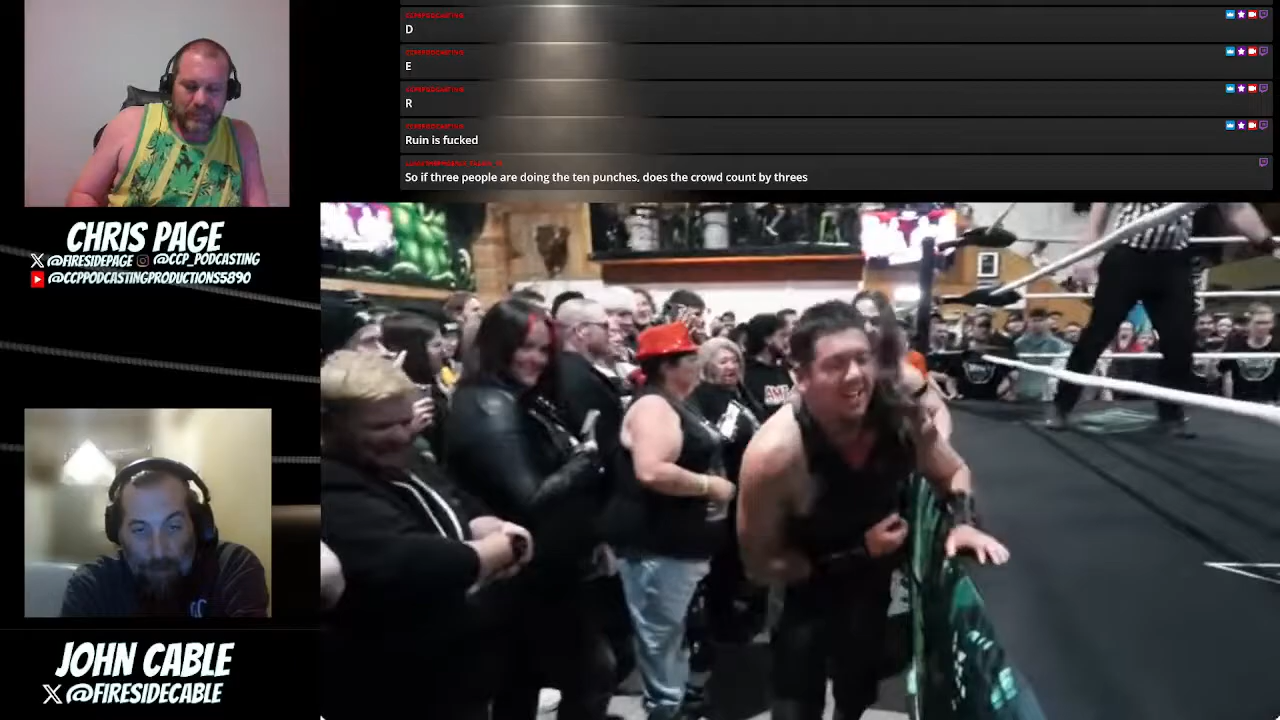 D
E
R
Ruin is fucked
So if three people are doing the ten punches, does the crowd count by threes
CHRIS PAGE
@FIRESIDEPAGE @CCP_PODCASTING
@CCPPODCASTINGPRODUCTIONS5890
JOHN CABLE
@FIRESIDECABLE